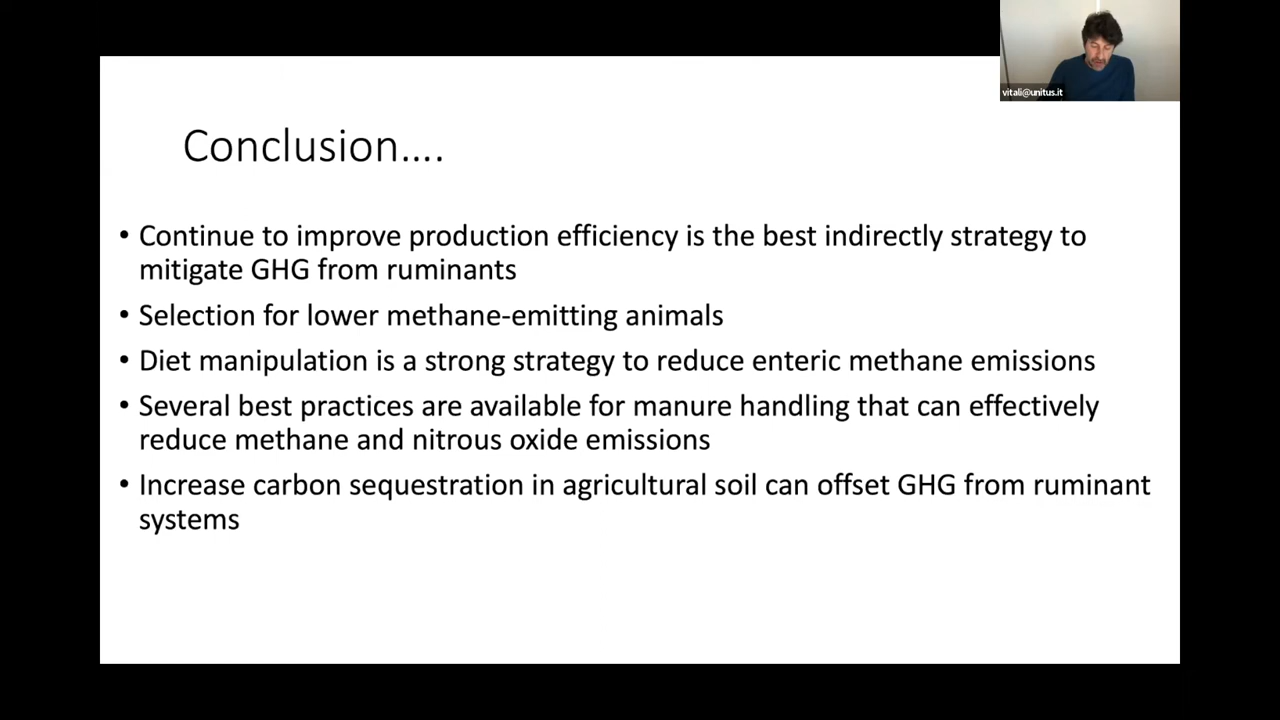 vitali@unitus.it
Conclusion....
• Continue to improve production efficiency is the best indirectly strategy to
mitigate GHG from ruminants
• Selection for lower methane-emitting animals
• Diet manipulation is a strong strategy to reduce enteric methane emissions
• Several best practices are available for manure handling that can effectively
reduce methane and nitrous oxide emissions
• Increase carbon sequestration in agricultural soil can offset GHG from ruminant
systems